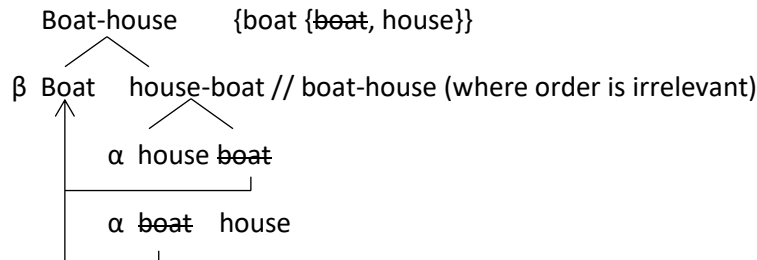 Boat-house {boat {~~boat~~, house}}
β Boat house-boat // boat-house (where order is irrelevant)
α house ~~boat~~
α ~~boat~~ house